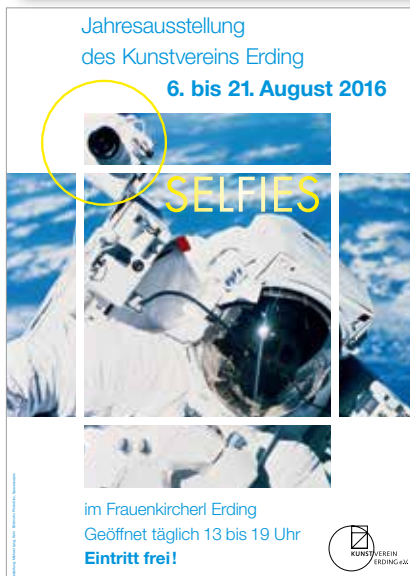 Jahresausstellung
des Kunstvereins Erding
6. bis 21. August 2016
SELFIES
im Frauenkircherl Erding
Geöffnet täglich 13 bis 19 Uhr
Eintritt frei!
KUNSTVEREIN
ERDING e.V.